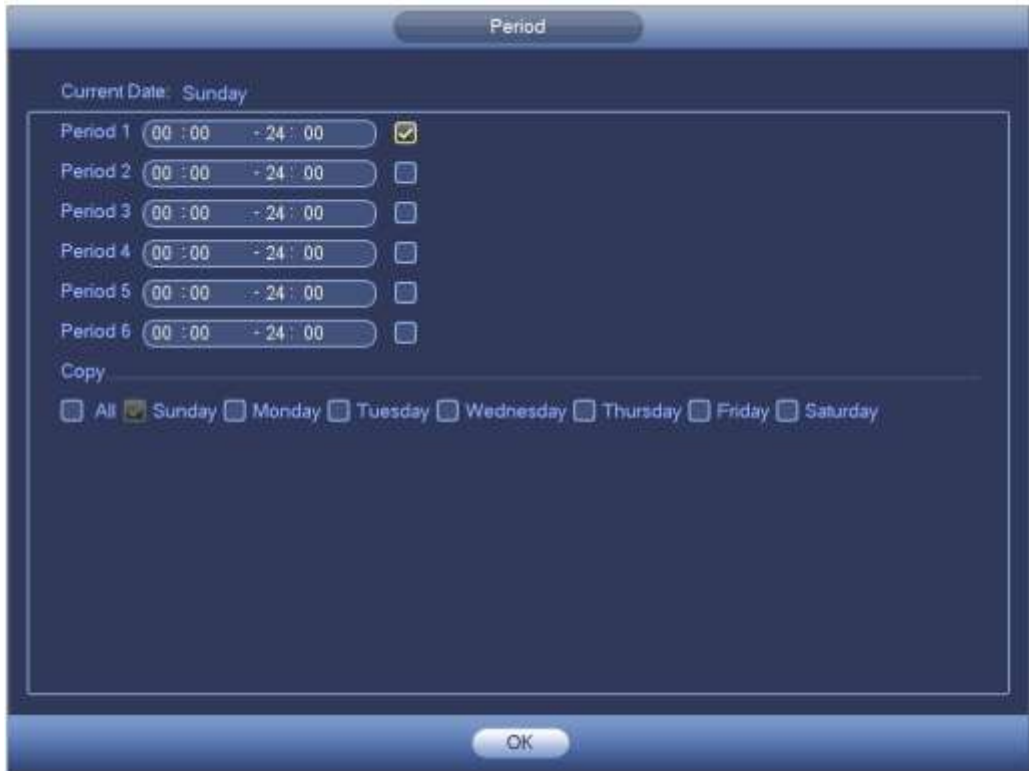 Period
Current Date: Sunday
Period 1 00 :00 - 24 : 00
Period 2 00 :00 - 24 : 00
Period 3 00 :00 - 24 : 00
Period 4 00 :00 - 24 : 00
Period 5 00 :00 - 24 : 00
Period 6 00 :00 - 24 : 00
Copy
All Sunday Monday Tuesday Wednesday Thursday Friday Saturday
OK